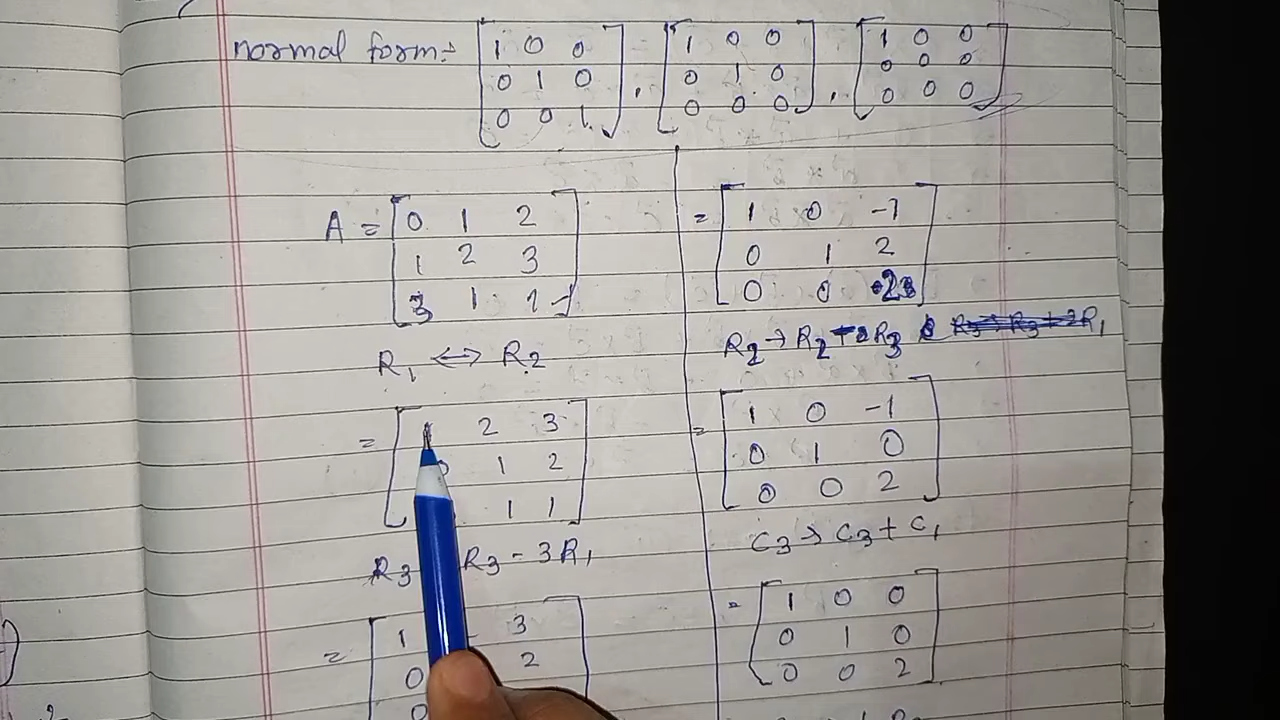 normal form:- [1 0 0 , [1 0 0 , [1 0 0
0 1 0 0 1 0 0 0 0
0 0 1] 0 0 0] 0 0 0]
A = [0 1 2
1 2 3
3 1 1]
R1 ↔ R2
= [1 2 3
0 1 2
1 1]
R3 R3 - 3R1
= [1 3
0 2
0
= [1 0 -1
0 1 2
0 0 2]
R2 → R2 - R3
= [1 0 -1
0 1 0
0 0 2]
C3 → C3 + C1
= [1 0 0
0 1 0
0 0 2]